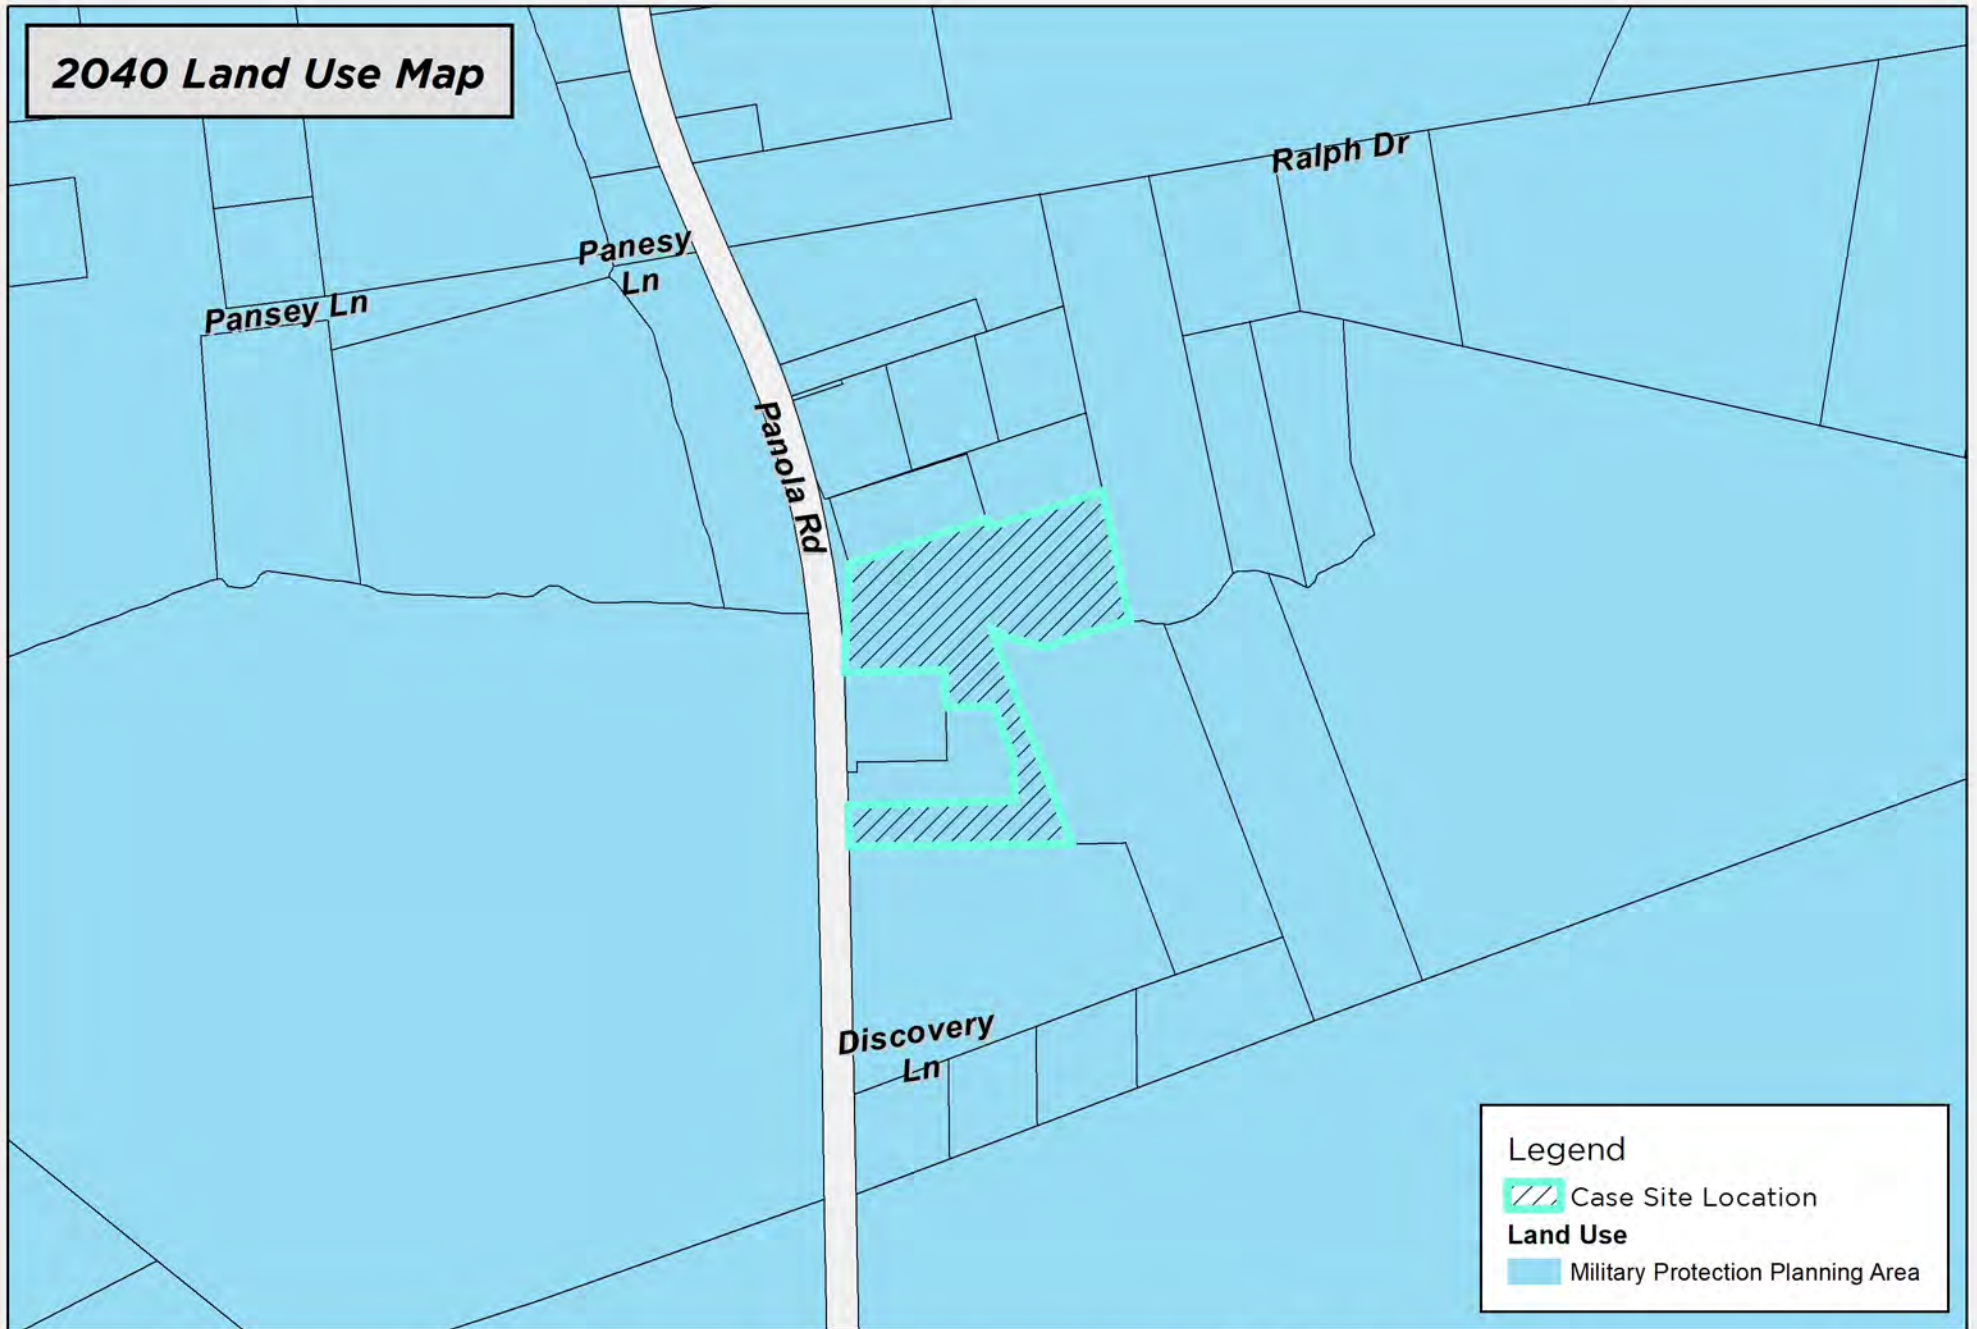 2040 Land Use Map
Ralph Dr
Panesy
Ln
Pansey Ln
Panola Rd
Discovery
Ln
Legend
Case Site Location
Land Use
Military Protection Planning Area